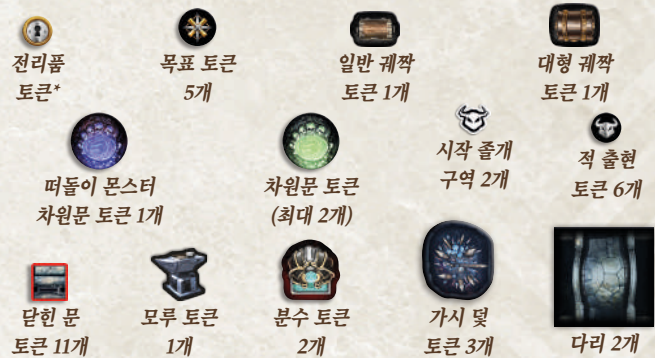 전리품
토큰*
목표 토큰
5개
일반 궤짝
토큰 1개
대형 궤짝
토큰 1개
떠돌이 몬스터
차원문 토큰 1개
차원문 토큰
(최대 2개)
시작 졸개
구역 2개
적 출현
토큰 6개
닫힌 문
토큰 11개
모루 토큰
1개
분수 토큰
2개
가시 덫
토큰 3개
다리 2개